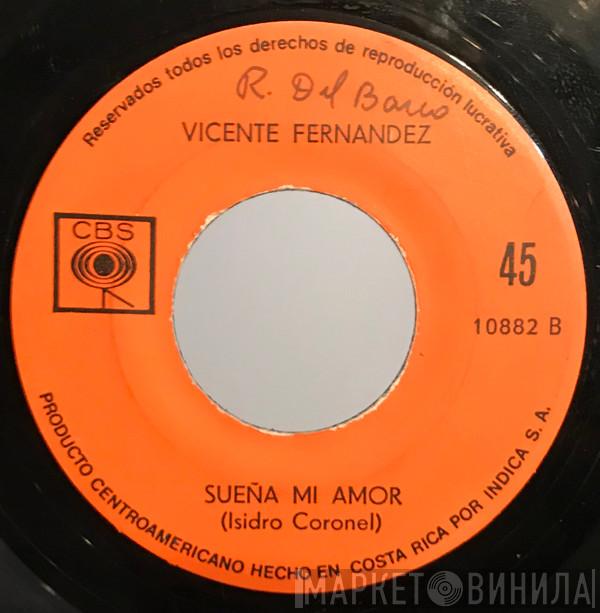 Reservados todos los derechos de reproducción lucrativa
R. Del Barco
VICENTE FERNANDEZ
CBS
45
10882 B
SUEÑA MI AMOR
(Isidro Coronel)
PRODUCTO CENTROAMERICANO HECHO EN COSTA RICA POR INDICA S. A.
МАРКЕТ ВИНИЛА